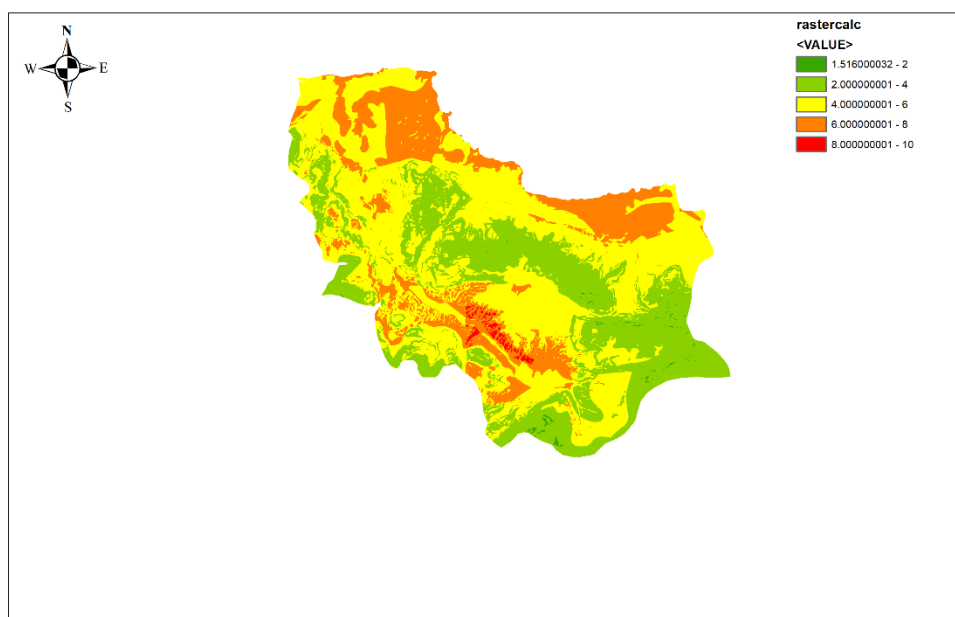 N
W E
S
rastercalc
<VALUE>
1.516000032 - 2
2.000000001 - 4
4.000000001 - 6
6.000000001 - 8
8.000000001 - 10